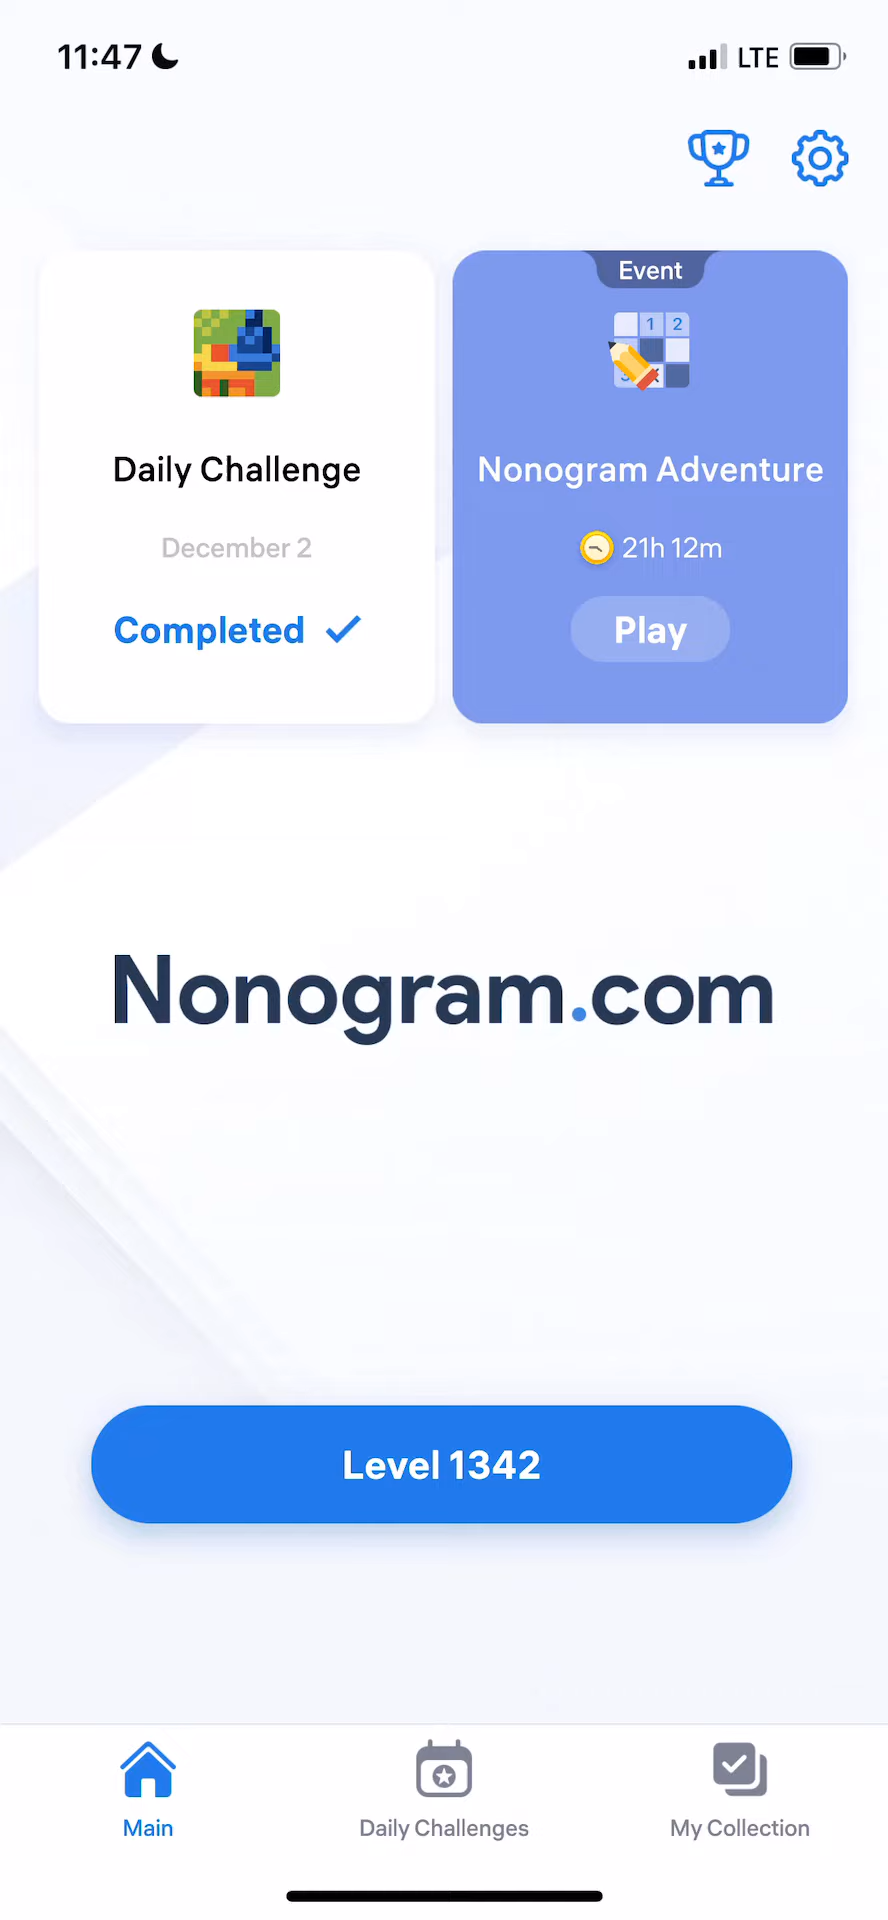 11:47
LTE
Event
1 2
Daily Challenge
Nonogram Adventure
December 2
21h 12m
Completed
Play
Nonogram.com
Level 1342
Main
Daily Challenges
My Collection